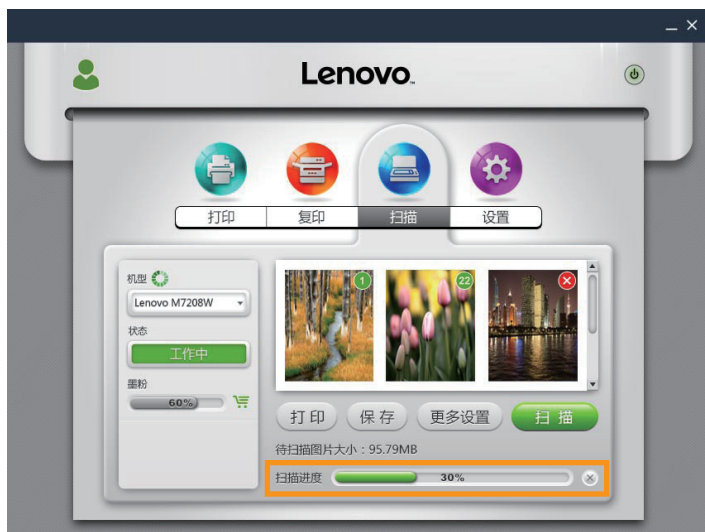 Lenovo™
打印
复印
扫描
设置
机型
Lenovo M7208W
状态
工作中
墨粉
60%
1
22
打印
保存
更多设置
扫描
待扫描图片大小：95.79MB
扫描进度
30%